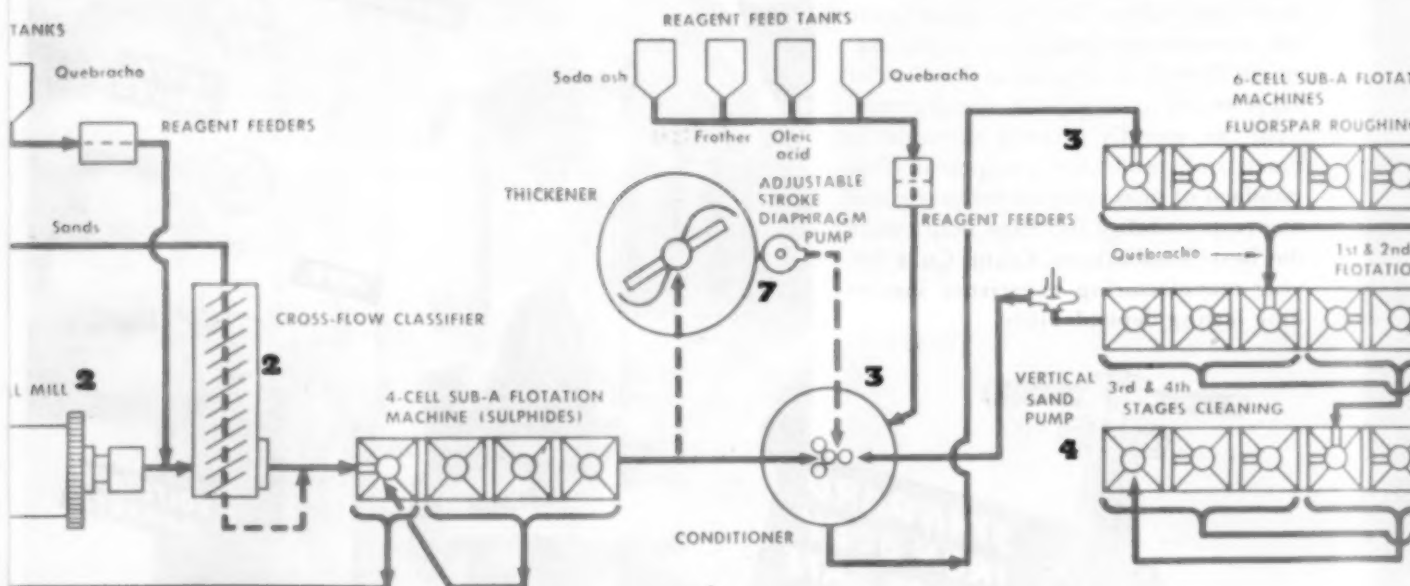 TANKS
Quebracho
REAGENT FEEDERS
Sands
CROSS-FLOW CLASSIFIER
2
2
LL MILL
4-CELL SUB-A FLOTATION
MACHINE (SULPHIDES)
REAGENT FEED TANKS
Soda ash
Quebracho
Frother
Oleic
acid
THICKENER
ADJUSTABLE
STROKE
DIAPHRAGM
PUMP
7
REAGENT FEEDERS
3
CONDITIONER
6-CELL SUB-A FLOTAT
MACHINES
FLUORSPAR ROUGHING
3
Quebracho
1st & 2nd
FLOTATIO
VERTICAL
SAND
PUMP
3rd & 4th
STAGES CLEANING
4